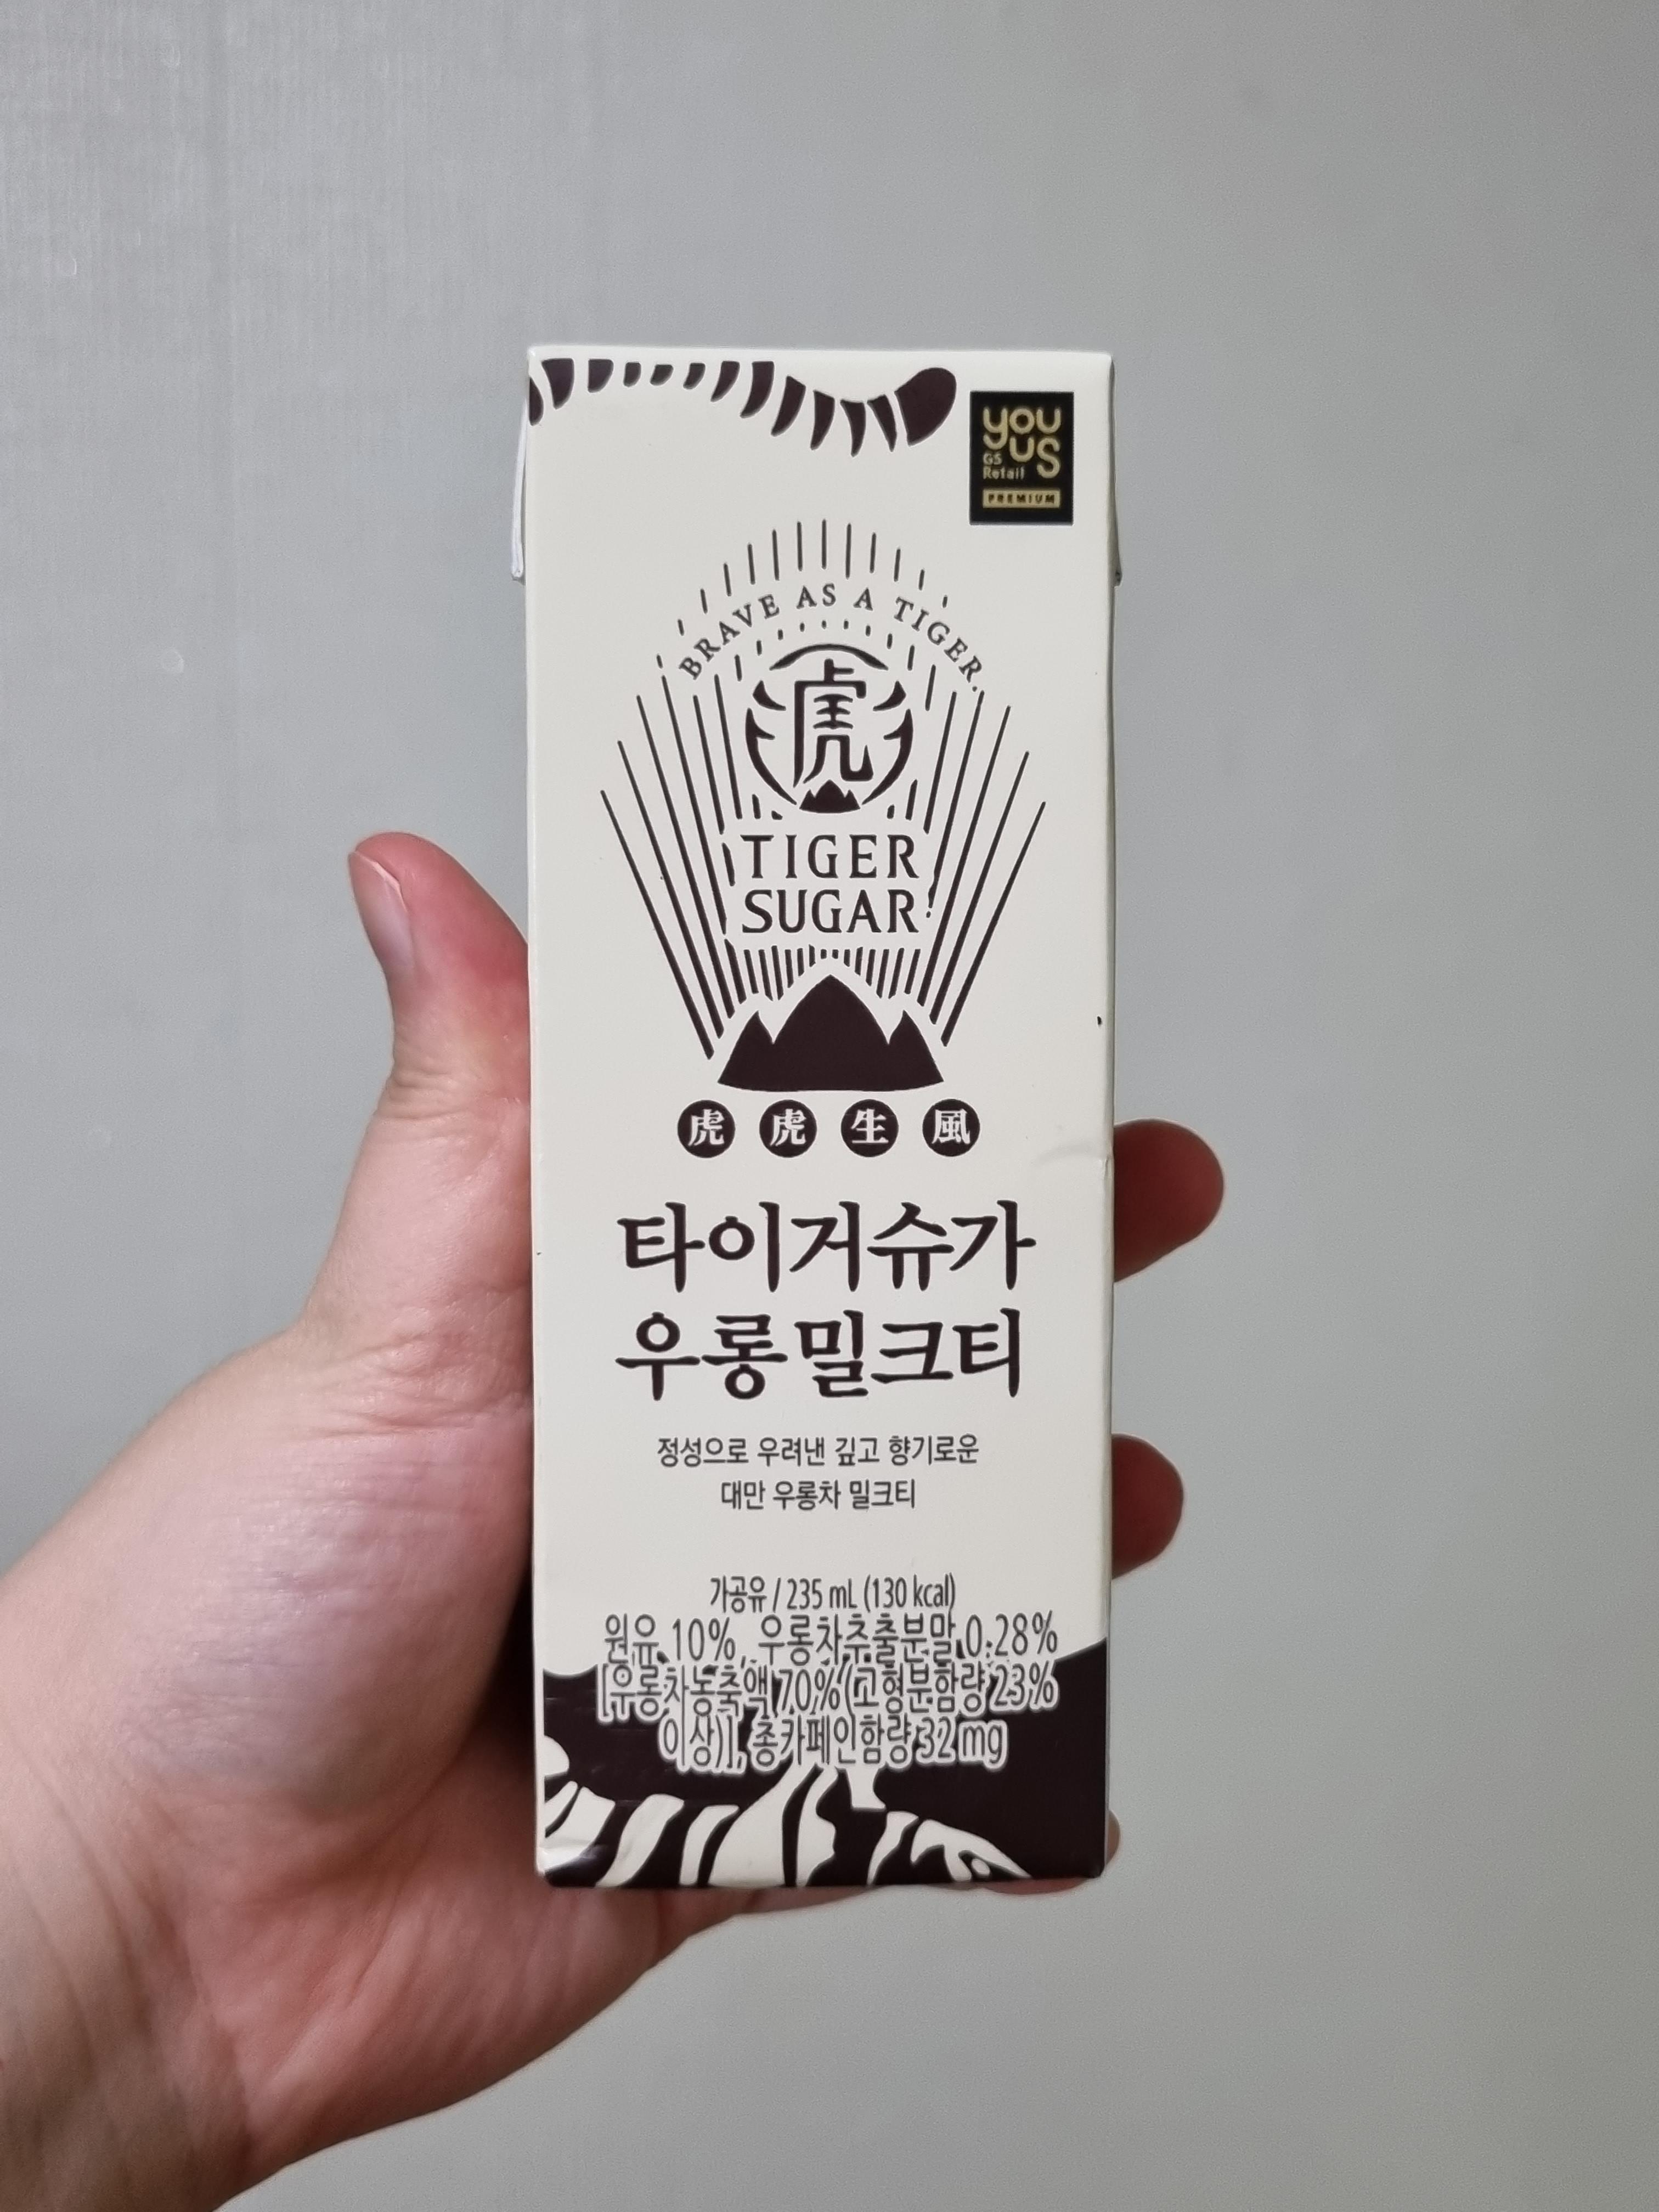 you
us
GS
Retail
PREMIUM
BRAVE AS A TIGER.
虎
TIGER
SUGAR
虎虎生風
타이거슈가
우롱밀크티
정성으로 우려낸 깊고 향기로운
대만 우롱차 밀크티
가공유 / 235 mL (130 kcal)
원유 10%, 우롱차추출분말 0.28%
[우롱차농축액 70%(고형분함량 23%
이상)], 총카페인함량 32 mg